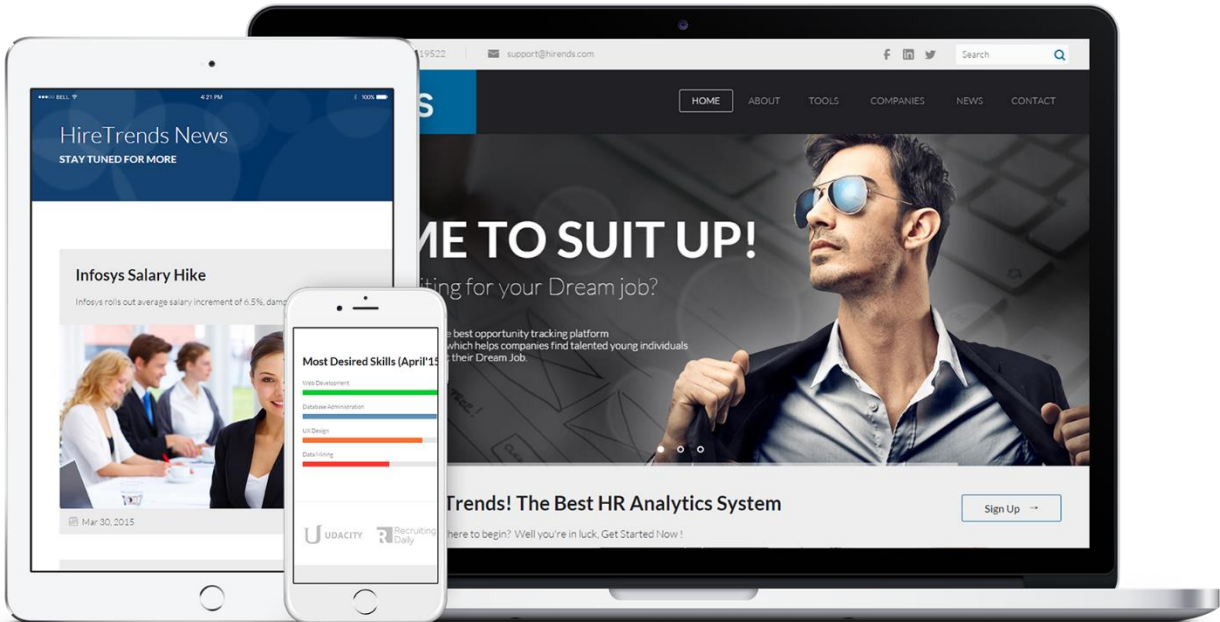 ●●●○○ BELL 4:21 PM 100%
HireTrends News
STAY TUNED FOR MORE
Infosys Salary Hike
Infosys rolls out average salary increment of 6.5%, damp
Mar 30, 2015
Most Desired Skills (April'15
Web Development
Database Administration
UX Design
Data Mining
UDACITY
Recruiting
Daily
19522
support@hirends.com
Search
S
HOME ABOUT TOOLS COMPANIES NEWS CONTACT
ME TO SUIT UP!
iting for your Dream job?
e best opportunity tracking platform
which helps companies find talented young individuals
t their Dream Job.
Trends! The Best HR Analytics System
Sign Up →
here to begin? Well you're in luck, Get Started Now !